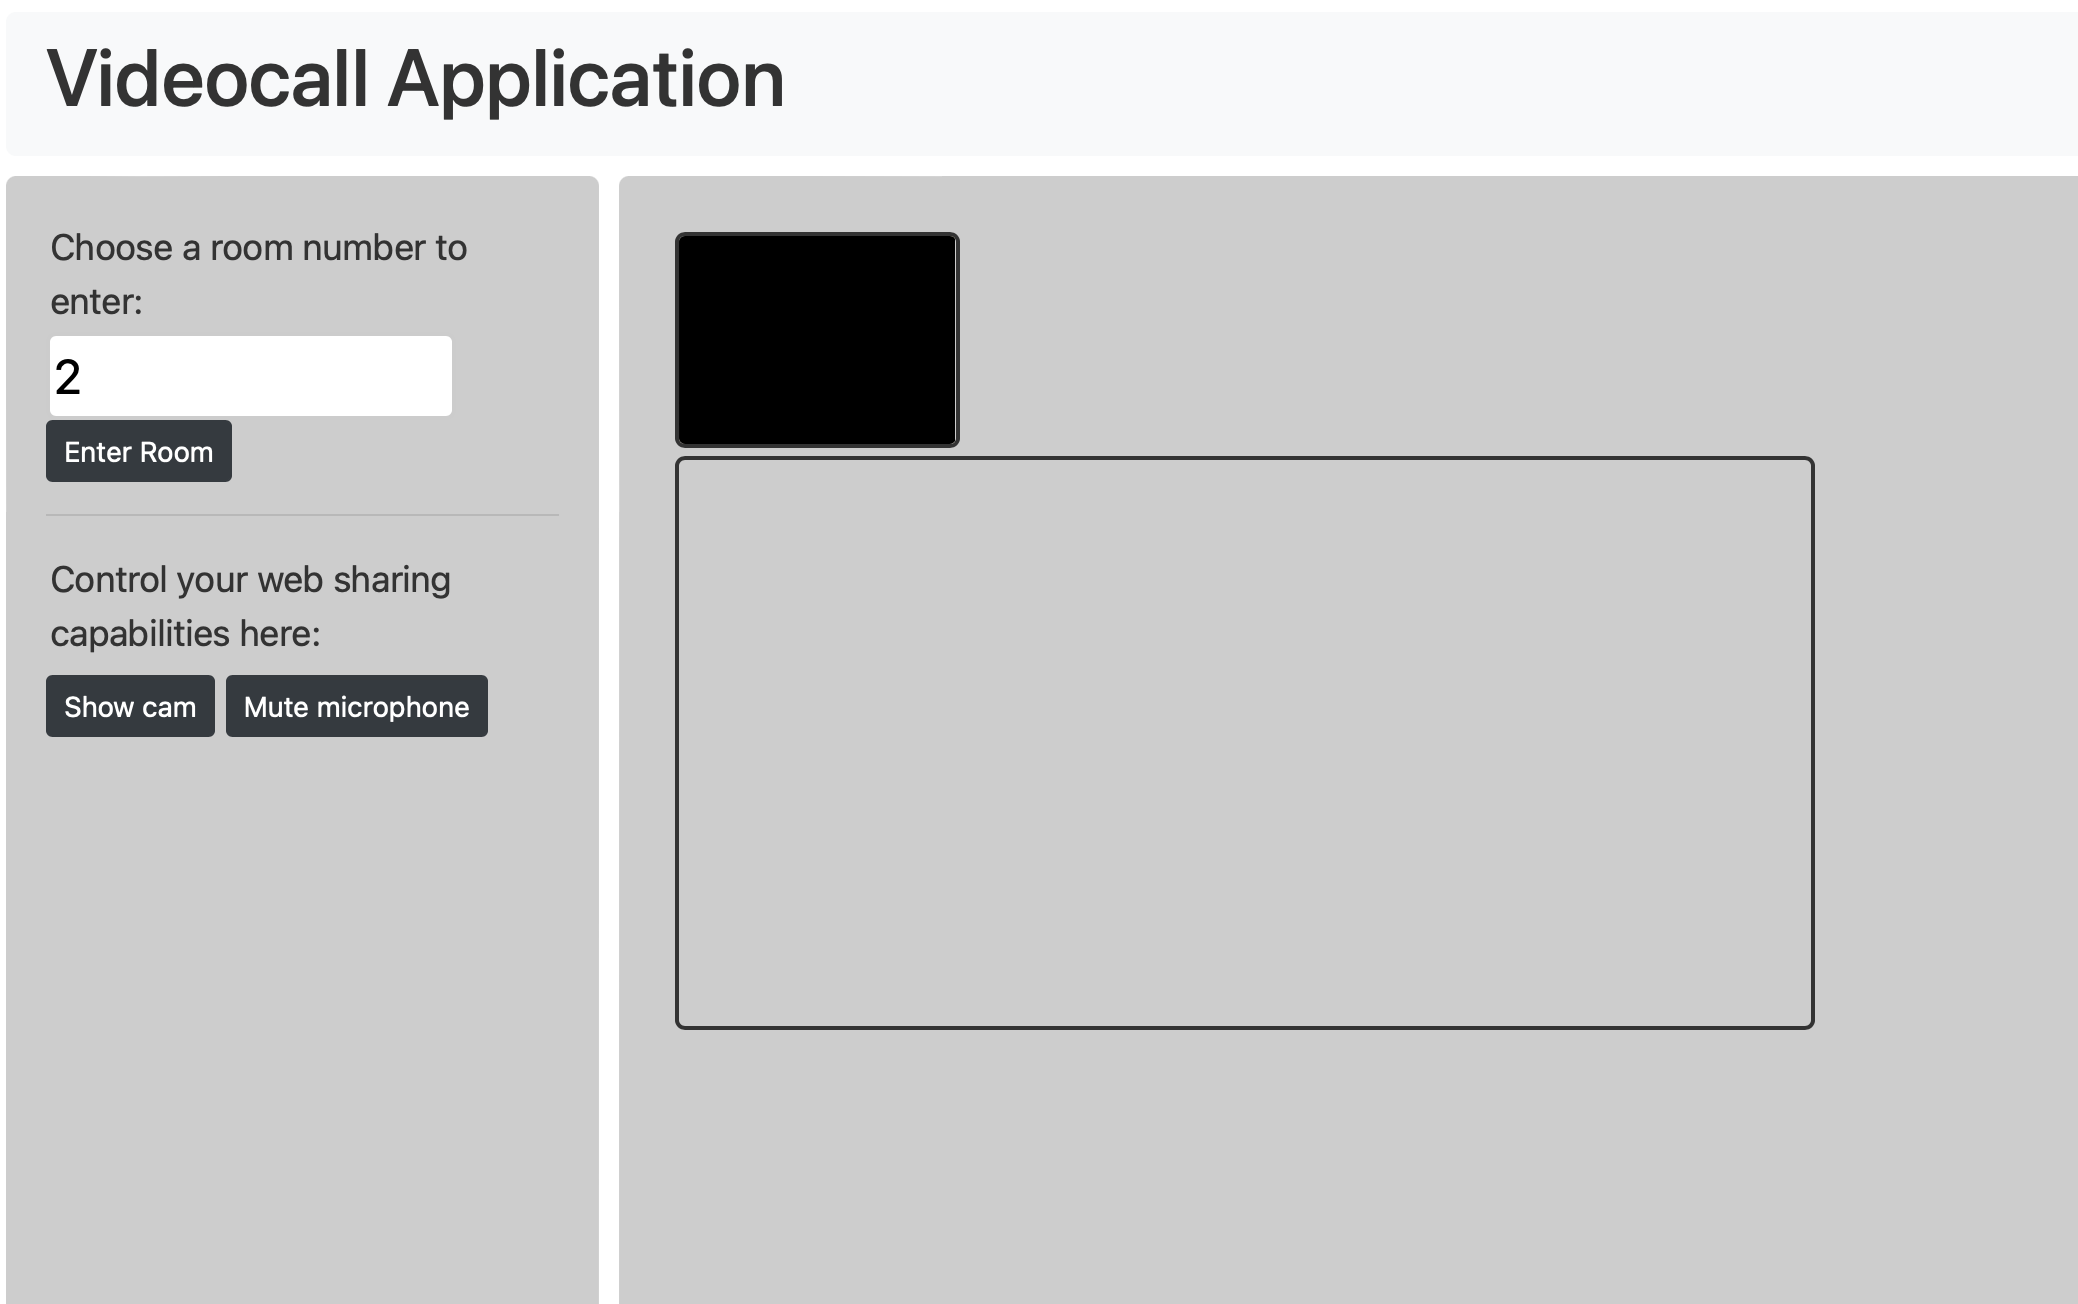 Videocall Application
Choose a room number to
enter:
2
Enter Room
Control your web sharing
capabilities here:
Show cam
Mute microphone